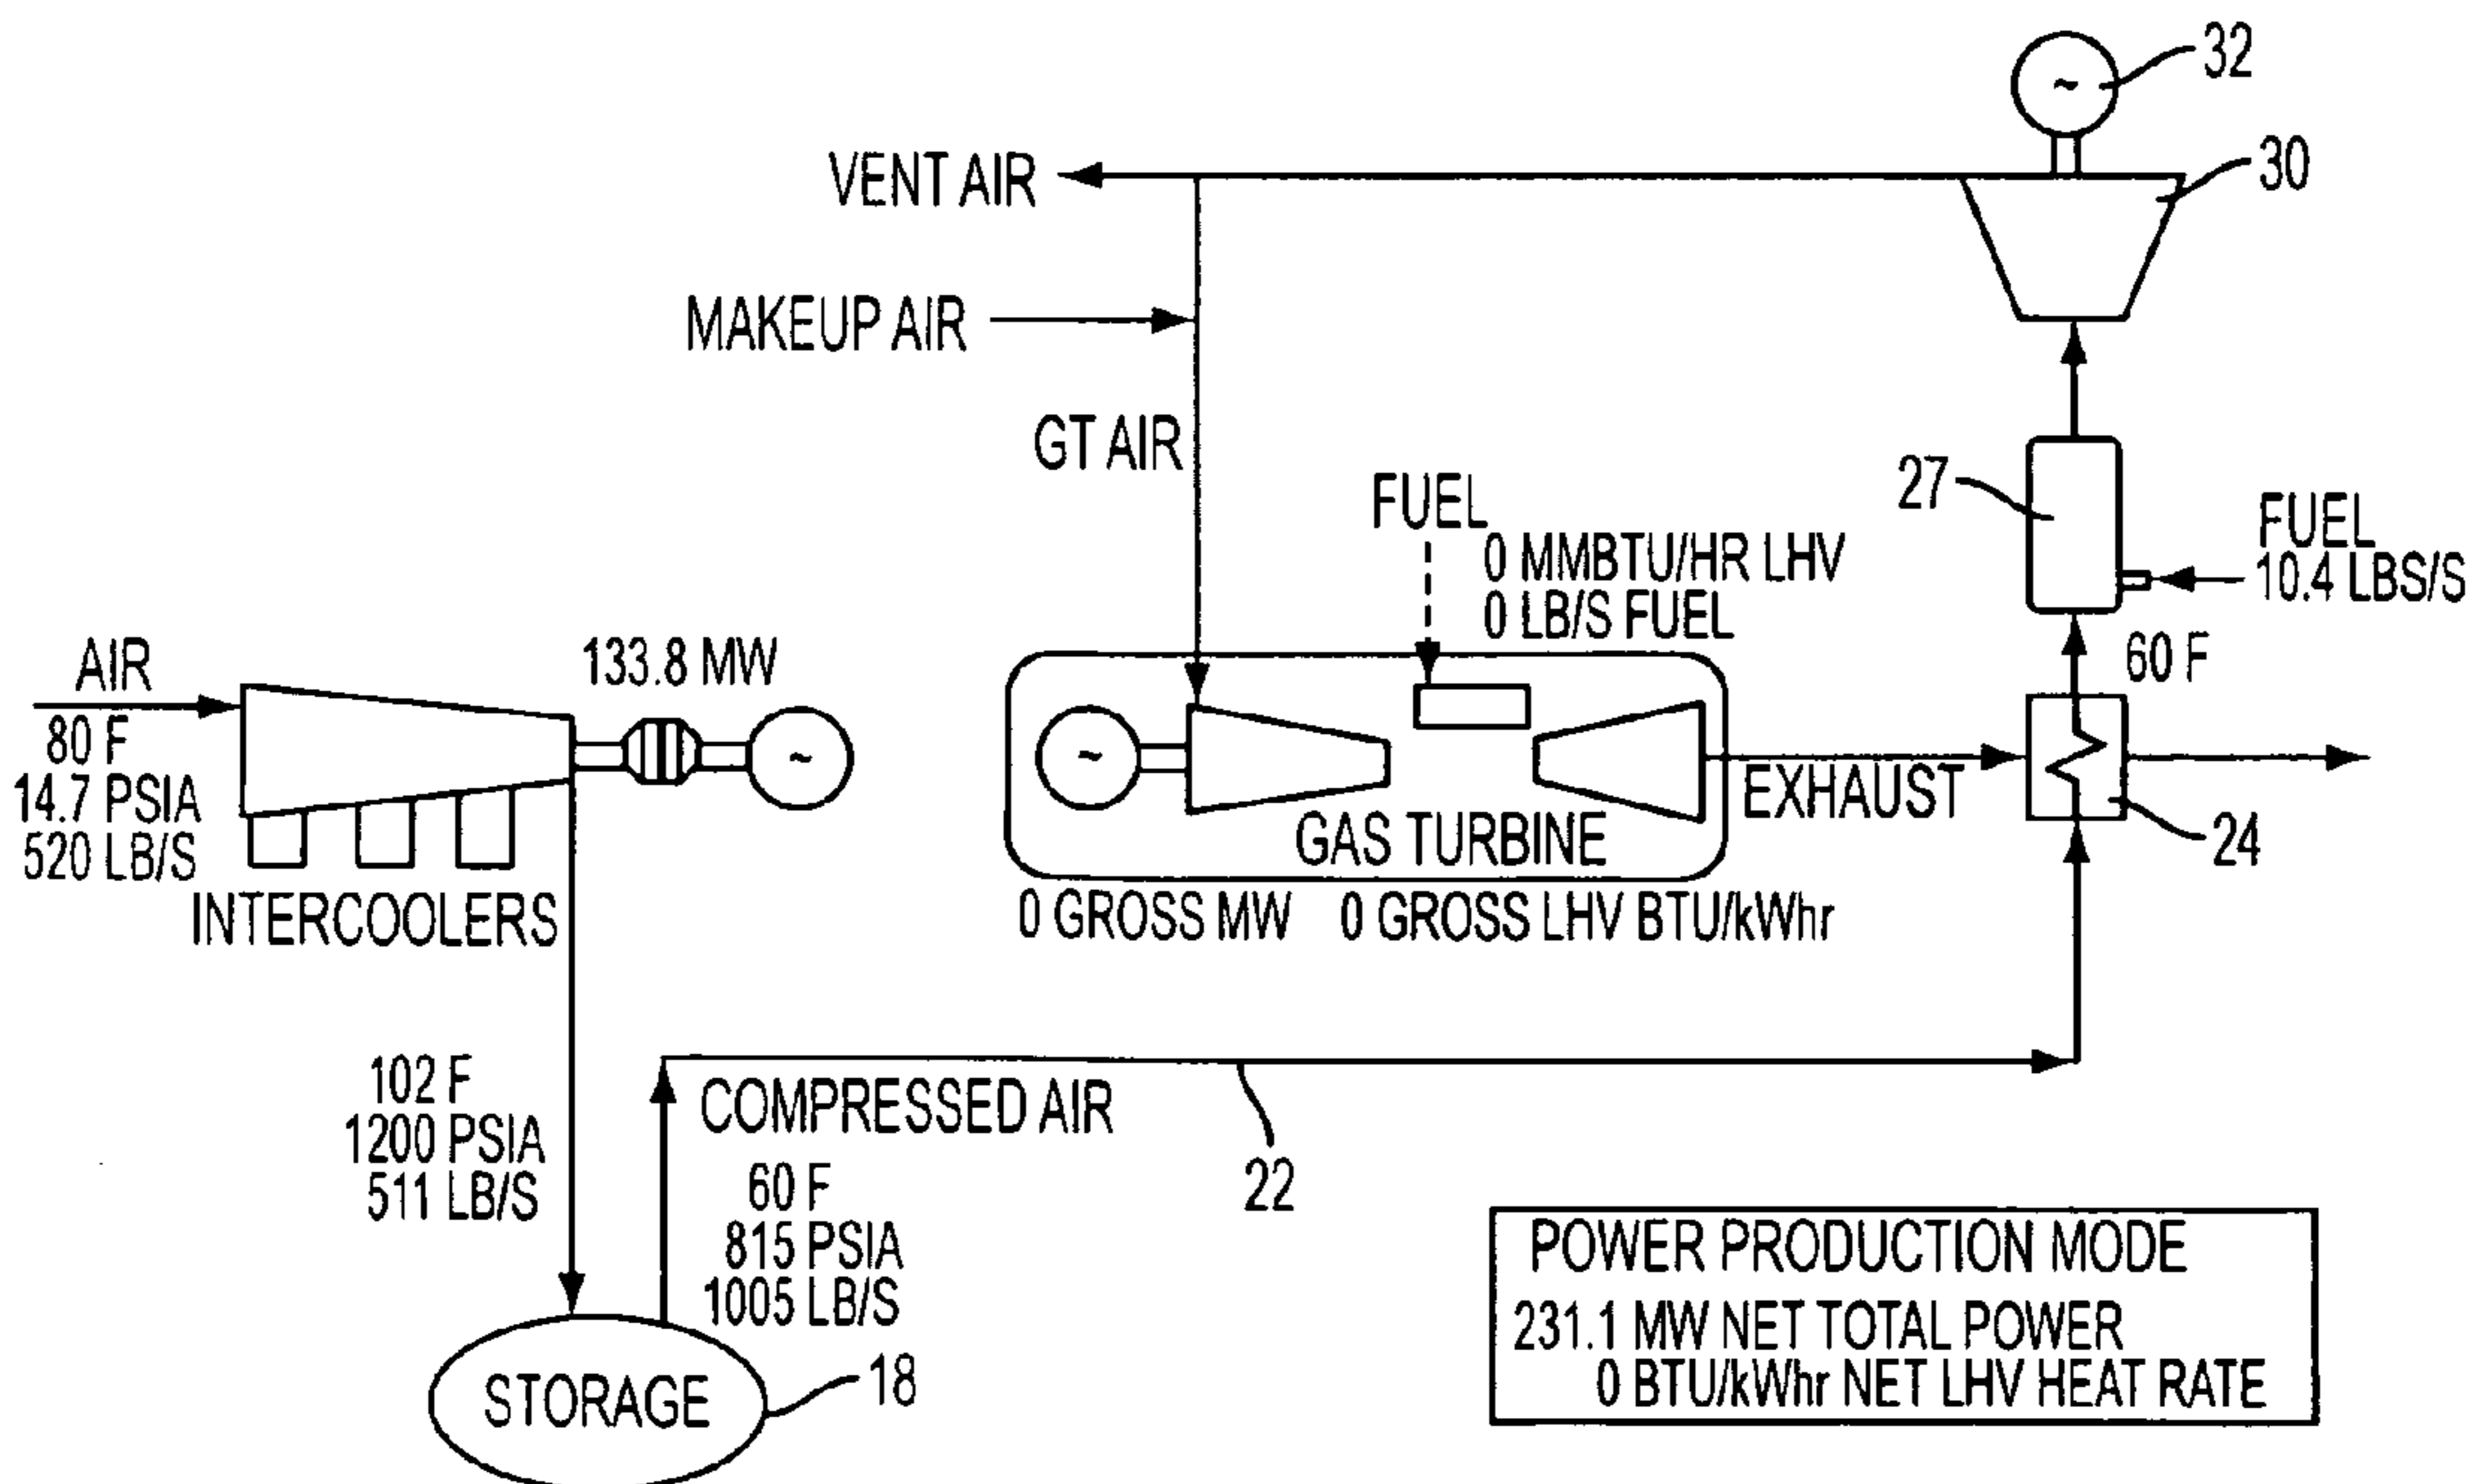 32
VENT AIR
30
MAKEUP AIR
GT AIR
FUEL
0 MMBTU/HR LHV
0 LB/S FUEL
27
FUEL
10.4 LBS/S
60 F
AIR
80 F
14.7 PSIA
520 LB/S
133.8 MW
~
~
~
INTERCOOLERS
GAS TURBINE
EXHAUST
24
0 GROSS MW 0 GROSS LHV BTU/kWhr
102 F
1200 PSIA
511 LB/S
COMPRESSED AIR
60 F
815 PSIA
1005 LB/S
22
STORAGE
18
POWER PRODUCTION MODE
231.1 MW NET TOTAL POWER
0 BTU/kWhr NET LHV HEAT RATE